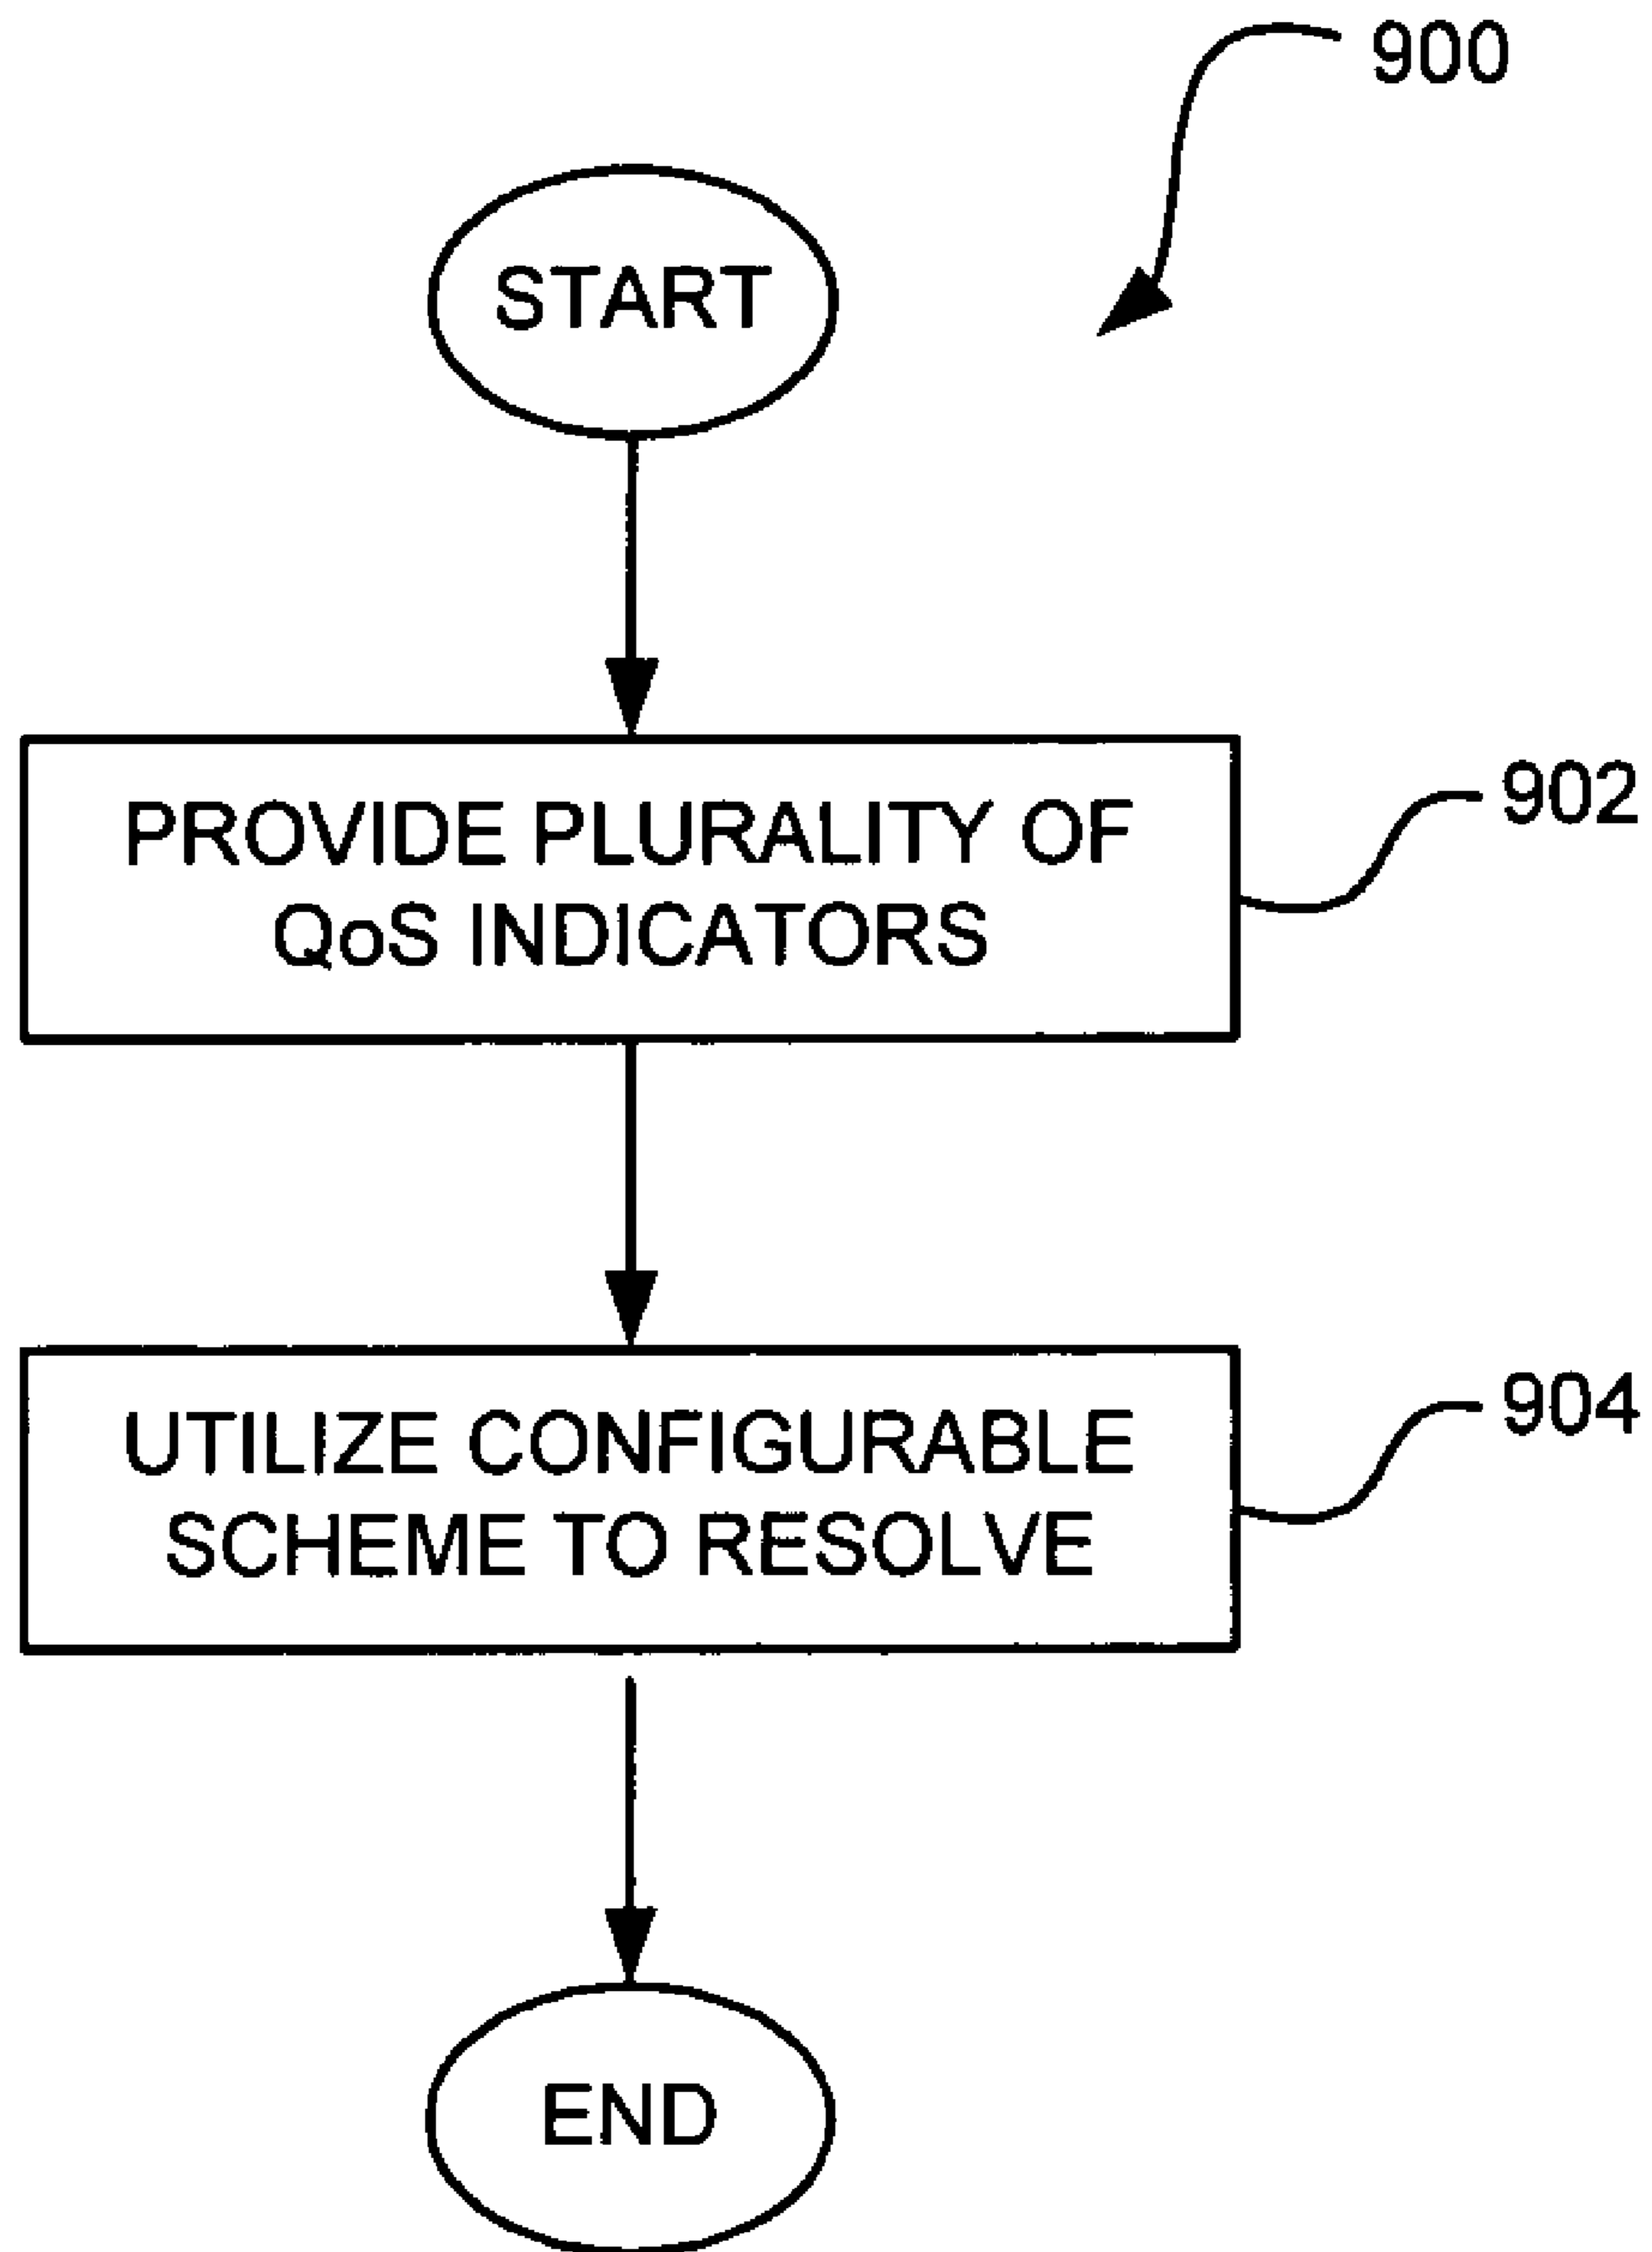 900
START
PROVIDE PLURALITY OF
QoS INDICATORS
902
UTILIZE CONFIGURABLE
SCHEME TO RESOLVE
904
END